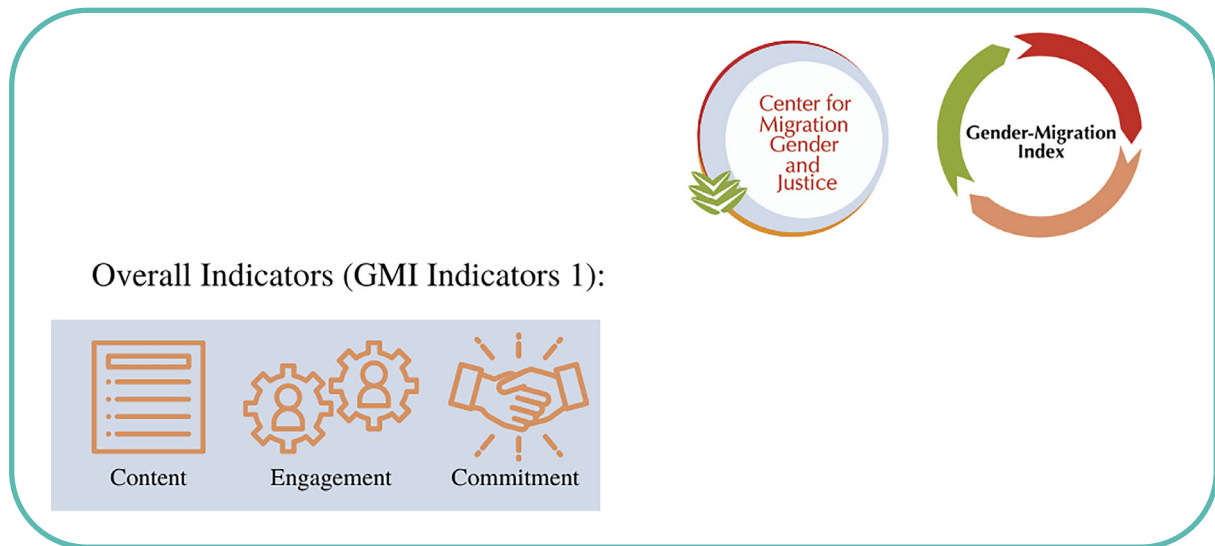 Center for
Migration
Gender
and
Justice
Gender-Migration
Index
Overall Indicators (GMI Indicators 1):
Content
Engagement
Commitment